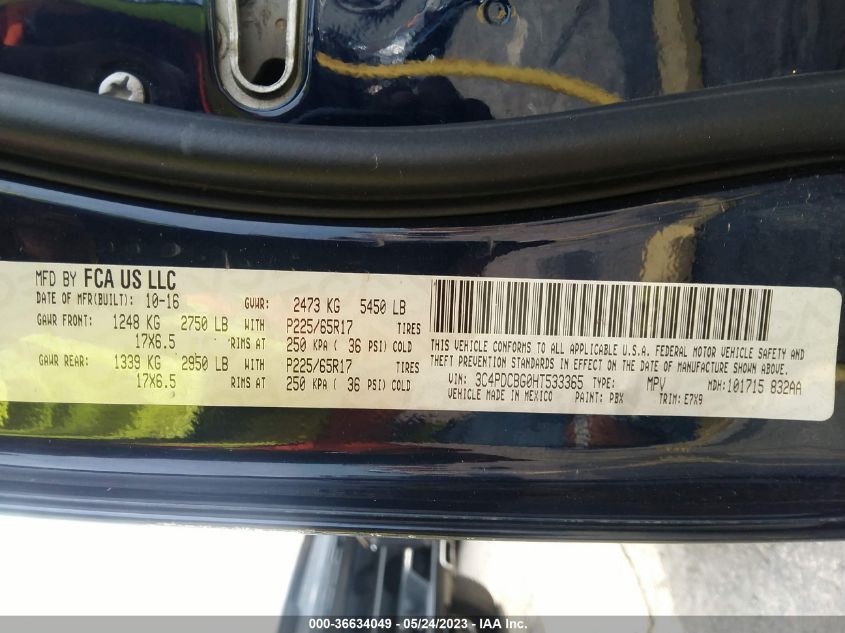 MFD BY FCA US LLC
DATE OF MFR(BUILT): 10-16 GVWR: 2473 KG 5450 LB
GAWR FRONT: 1248 KG 2750 LB WITH P225/65R17 TIRES
17X6.5 RIMS AT 250 KPA ( 36 PSI) COLD
GAWR REAR: 1339 KG 2950 LB WITH P225/65R17 TIRES
17X6.5 RIMS AT 250 KPA ( 36 PSI) COLD
THIS VEHICLE CONFORMS TO ALL APPLICABLE U.S.A. FEDERAL MOTOR VEHICLE SAFETY AND
THEFT PREVENTION STANDARDS IN EFFECT ON THE DATE OF MANUFACTURE SHOWN ABOVE.
VIN: 3C4PDCBG0HT533365 TYPE: MPV MDH: 101715 832AA
VEHICLE MADE IN MEXICO PAINT: PBX TRIM: E7X9
000-36634049 - 05/24/2023 - IAA Inc.